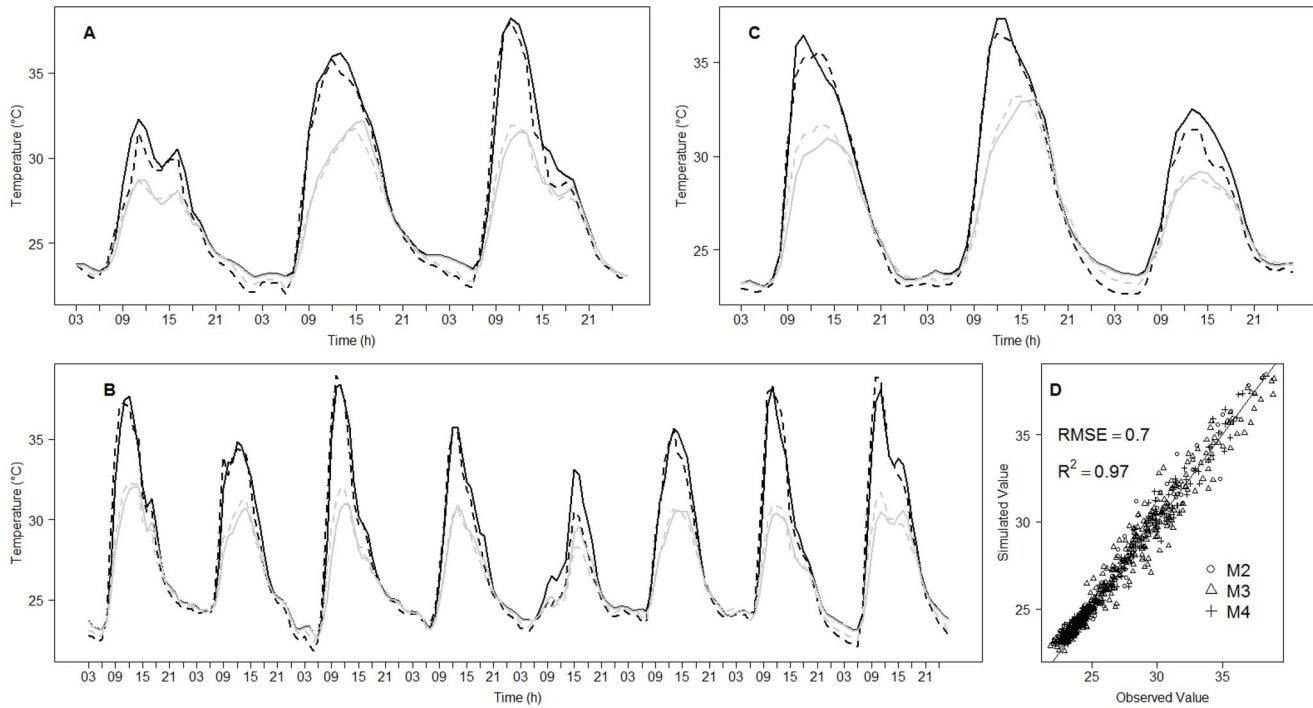 A
35
30
25
Temperature (°C)
03 09 15 21 03 09 15 21 03 09 15 21
Time (h)
C
35
30
25
Temperature (°C)
03 09 15 21 03 09 15 21 03 09 15 21
Time (h)
B
35
30
25
Temperature (°C)
03 09 15 21 03 09 15 21 03 09 15 21 03 09 15 21 03 09 15 21 03 09 15 21 03 09 15 21 03 09 15 21
Time (h)
D
RMSE = 0.7
R² = 0.97
35
30
25
Simulated Value
M2
M3
M4
25 30 35
Observed Value